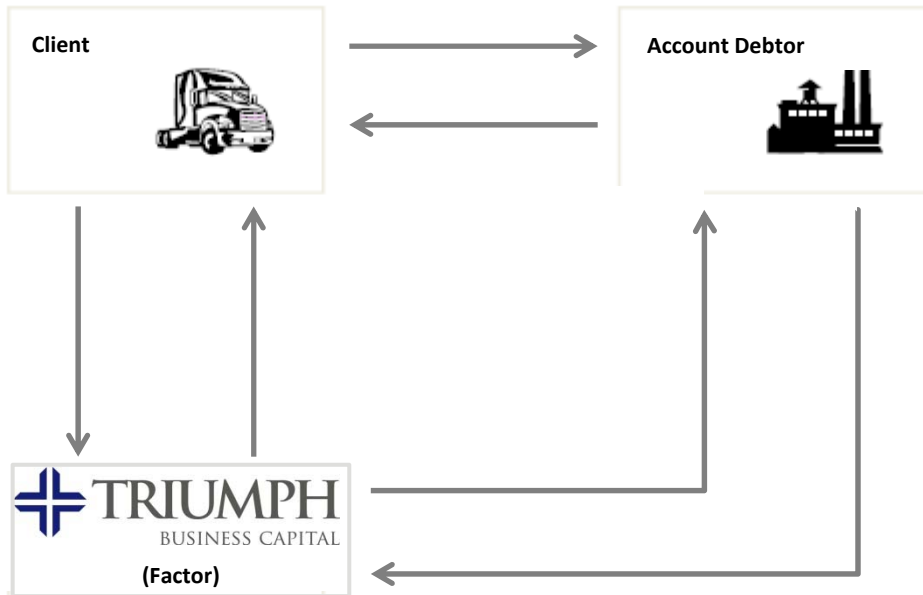 Client
Account Debtor
TRIUMPH
BUSINESS CAPITAL
(Factor)